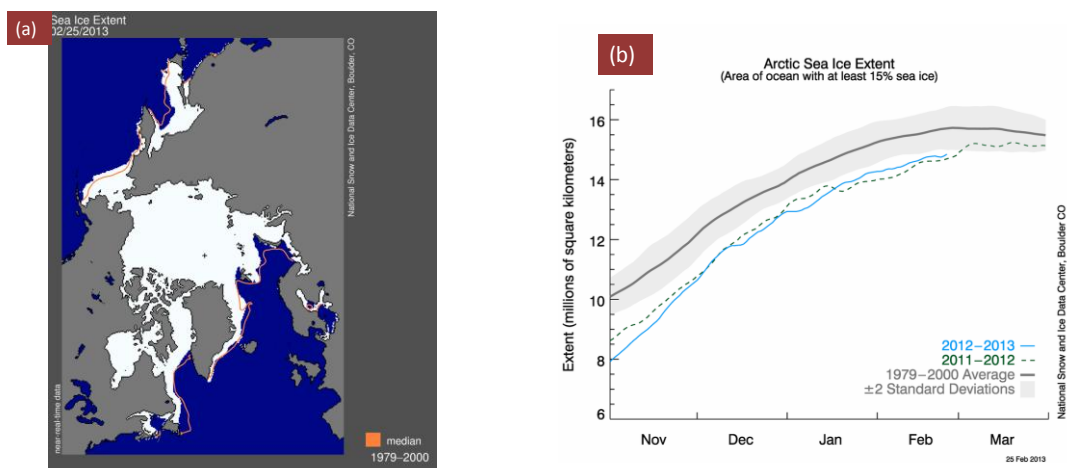 (a)
Sea Ice Extent
02/25/2013
National Snow and Ice Data Center, Boulder, CO
near-real-time data
median
1979–2000
(b)
Arctic Sea Ice Extent
(Area of ocean with at least 15% sea ice)
Extent (millions of square kilometers)
16
14
12
10
8
6
2012–2013
2011–2012
1979–2000 Average
±2 Standard Deviations
Nov Dec Jan Feb Mar
National Snow and Ice Data Center, Boulder CO
25 Feb 2013